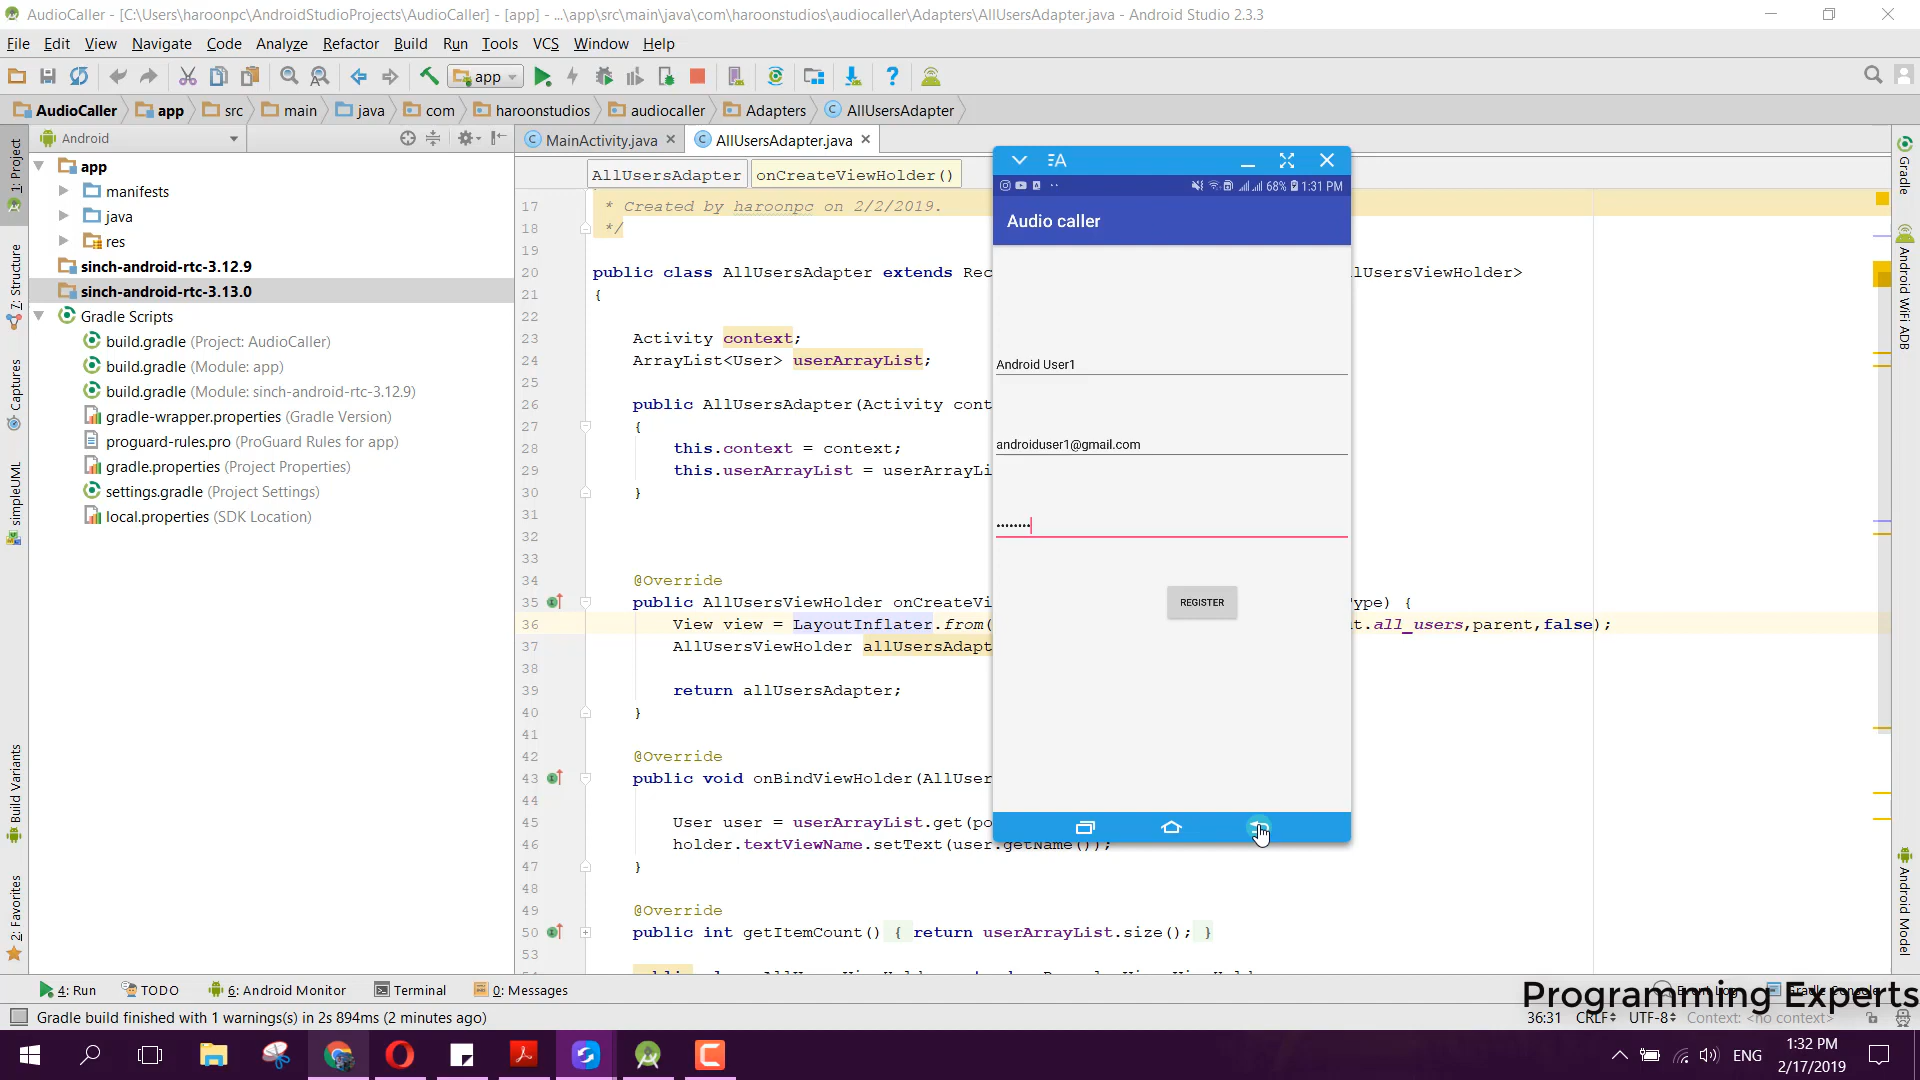 AudioCaller - [C:\Users\haroonpc\AndroidStudioProjects\AudioCaller] - [app] - ...\app\src\main\java\com\haroonstudios\audiocaller\Adapters\AllUsersAdapter.java - Android Studio 2.3.3
File Edit View Navigate Code Analyze Refactor Build Run Tools VCS Window Help
app
AudioCaller app src main java com haroonstudios audiocaller Adapters AllUsersAdapter
Android
MainActivity.java AllUsersAdapter.java
AllUsersAdapter onCreateViewHolder()
1: Project
7: Structure
Captures
simpleUML
Build Variants
2: Favorites
app
manifests
java
res
sinch-android-rtc-3.12.9
sinch-android-rtc-3.13.0
Gradle Scripts
build.gradle (Project: AudioCaller)
build.gradle (Module: app)
build.gradle (Module: sinch-android-rtc-3.12.9)
gradle-wrapper.properties (Gradle Version)
proguard-rules.pro (ProGuard Rules for app)
gradle.properties (Project Properties)
settings.gradle (Project Settings)
local.properties (SDK Location)
17 * Created by haroonpc on 2/2/2019.
18 */
19
20 public class AllUsersAdapter extends Rec lUsersViewHolder>
21 {
22
23 Activity context;
24 ArrayList<User> userArrayList;
25
26 public AllUsersAdapter(Activity cont
27 {
28 this.context = context;
29 this.userArrayList = userArrayLi
30 }
31
32
33
34 @Override
35 public AllUsersViewHolder onCreateVi ype) {
36 View view = LayoutInflater.from( t.all_users,parent,false);
37 AllUsersViewHolder allUsersAdapt
38
39 return allUsersAdapter;
40 }
41
42 @Override
43 public void onBindViewHolder(AllUser
44
45 User user = userArrayList.get(po
46 holder.textViewName.setText(user.getName());
47 }
48
49 @Override
50 public int getItemCount() { return userArrayList.size(); }
53
A
68% 1:31 PM
Audio caller
Android User1
androiduser1@gmail.com
••••••••
REGISTER
Gradle
Android WiFi ADB
Android Model
4: Run TODO 6: Android Monitor Terminal 0: Messages
Programming Experts
Gradle build finished with 1 warnings(s) in 2s 894ms (2 minutes ago)
36:31 CRLF UTF-8 Context: <no context>
ENG
1:32 PM
2/17/2019